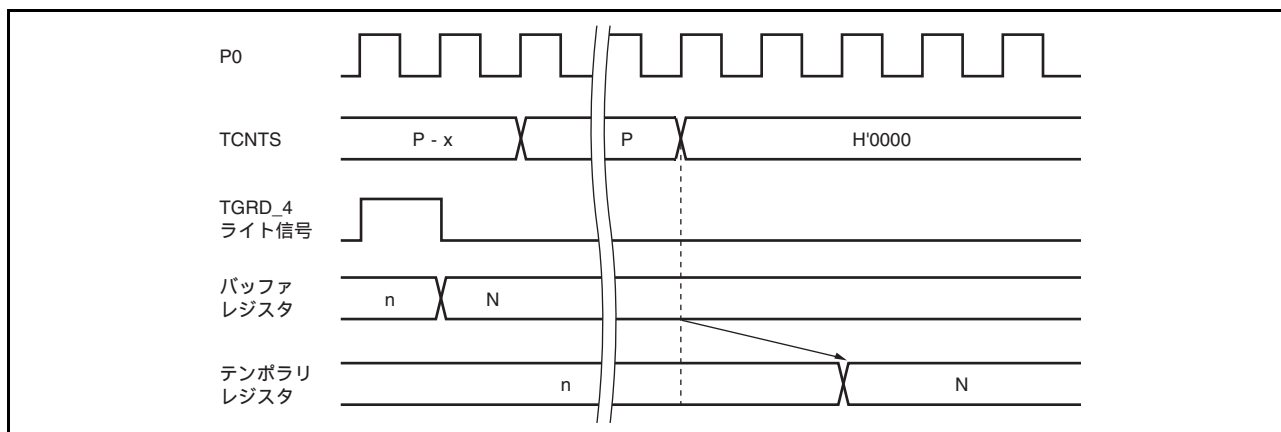 P0
TCNTS
P - x
P
H'0000
TGRD_4
ライト信号
バッファ
レジスタ
n
N
テンポラリ
レジスタ
n
N